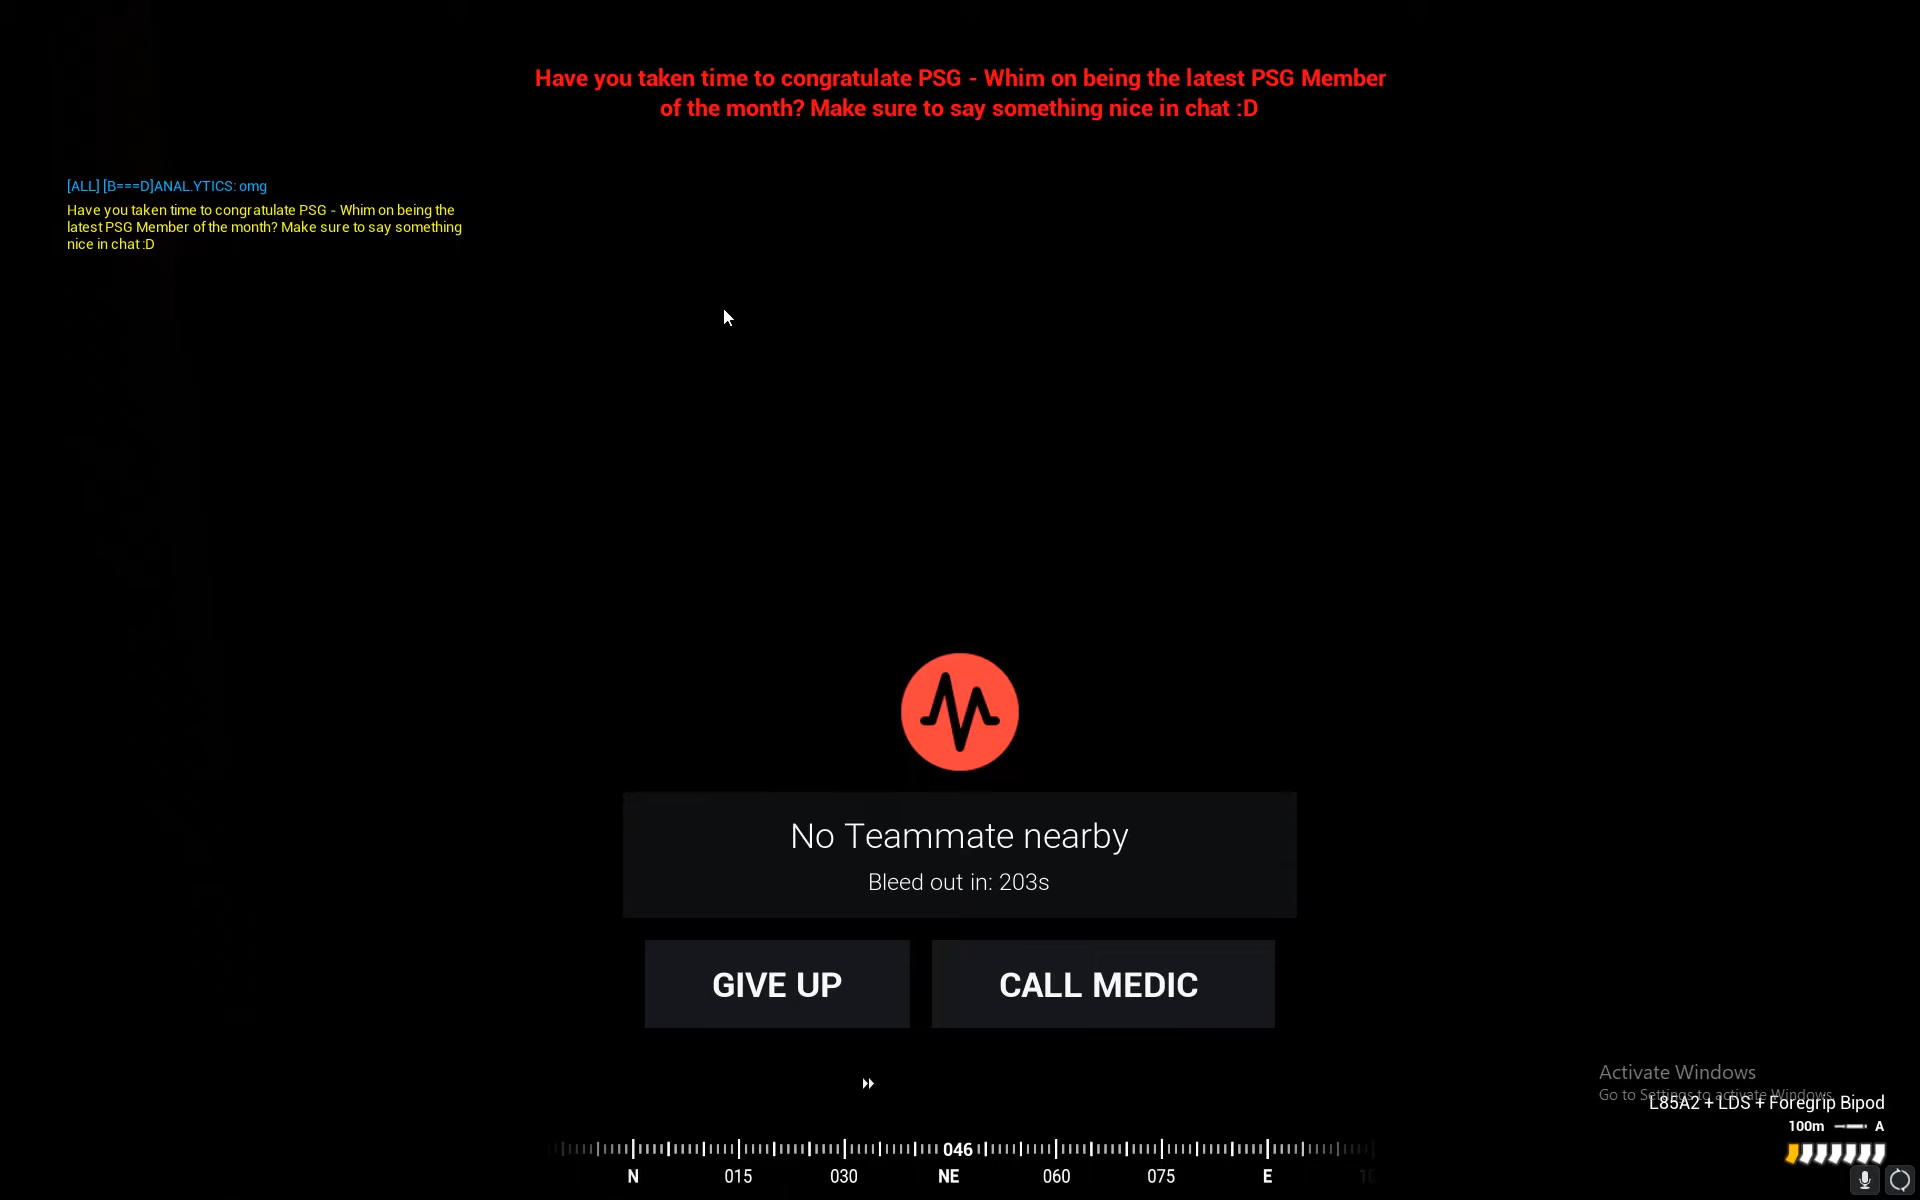 Have you taken time to congratulate PSG - Whim on being the latest PSG Member
of the month? Make sure to say something nice in chat :D
[ALL] [B===D]ANAL.YTICS: omg
Have you taken time to congratulate PSG - Whim on being the
latest PSG Member of the month? Make sure to say something
nice in chat :D
No Teammate nearby
Bleed out in: 203s
GIVE UP
CALL MEDIC
Activate Windows
Go to Settings to activate Windows.
L85A2 + LDS + Foregrip Bipod
100m A
046
N 015 030 NE 060 075 E